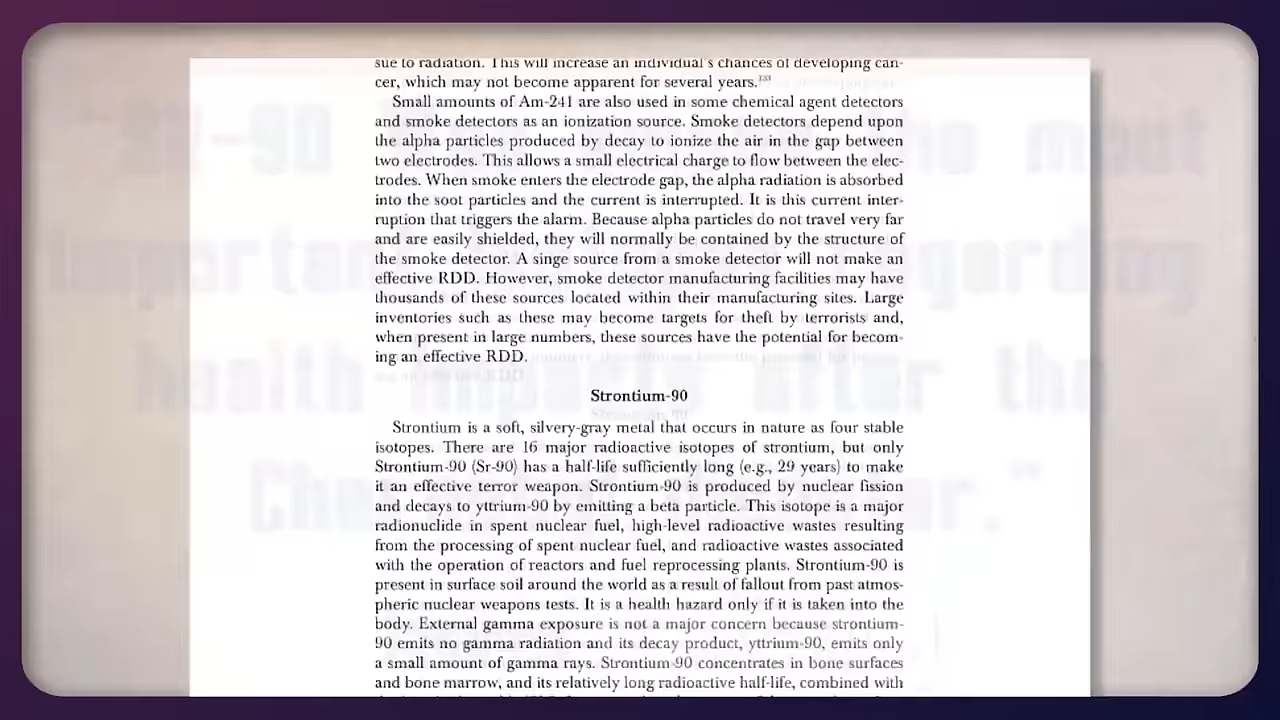 sue to radiation. This will increase an individual's chances of developing can-
cer, which may not become apparent for several years.¹³³
Small amounts of Am-241 are also used in some chemical agent detectors
and smoke detectors as an ionization source. Smoke detectors depend upon
the alpha particles produced by decay to ionize the air in the gap between
two electrodes. This allows a small electrical charge to flow between the elec-
trodes. When smoke enters the electrode gap, the alpha radiation is absorbed
into the soot particles and the current is interrupted. It is this current inter-
ruption that triggers the alarm. Because alpha particles do not travel very far
and are easily shielded, they will normally be contained by the structure of
the smoke detector. A singe source from a smoke detector will not make an
effective RDD. However, smoke detector manufacturing facilities may have
thousands of these sources located within their manufacturing sites. Large
inventories such as these may become targets for theft by terrorists and,
when present in large numbers, these sources have the potential for becom-
ing an effective RDD.
Strontium-90
Strontium is a soft, silvery-gray metal that occurs in nature as four stable
isotopes. There are 16 major radioactive isotopes of strontium, but only
Strontium-90 (Sr-90) has a half-life sufficiently long (e.g., 29 years) to make
it an effective terror weapon. Strontium-90 is produced by nuclear fission
and decays to yttrium-90 by emitting a beta particle. This isotope is a major
radionuclide in spent nuclear fuel, high-level radioactive wastes resulting
from the processing of spent nuclear fuel, and radioactive wastes associated
with the operation of reactors and fuel reprocessing plants. Strontium-90 is
present in surface soil around the world as a result of fallout from past atmos-
pheric nuclear weapons tests. It is a health hazard only if it is taken into the
body. External gamma exposure is not a major concern because strontium-
90 emits no gamma radiation and its decay product, yttrium-90, emits only
a small amount of gamma rays. Strontium-90 concentrates in bone surfaces
and bone marrow, and its relatively long radioactive half-life, combined with